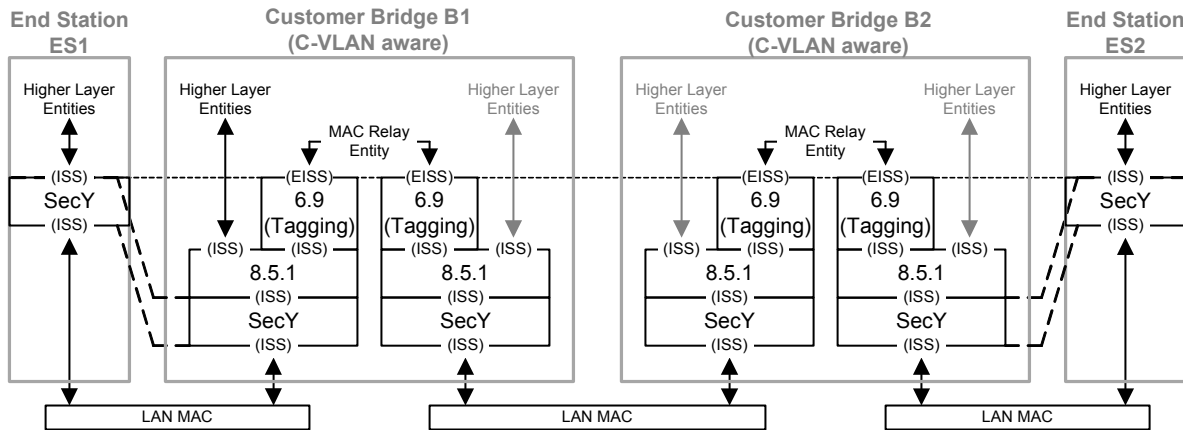 End Station
ES1
Customer Bridge B1
(C-VLAN aware)
Customer Bridge B2
(C-VLAN aware)
End Station
ES2
Higher Layer
Entities
Higher Layer
Entities
Higher Layer
Entities
Higher Layer
Entities
Higher Layer
Entities
Higher Layer
Entities
MAC Relay
Entity
MAC Relay
Entity
(ISS)
(EISS)
(EISS)
(EISS)
(EISS)
(ISS)
SecY
6.9
6.9
6.9
6.9
SecY
(ISS)
(Tagging)
(Tagging)
(Tagging)
(Tagging)
(ISS)
(ISS)
(ISS)
(ISS)
(ISS)
(ISS)
(ISS)
(ISS)
(ISS)
8.5.1
8.5.1
8.5.1
8.5.1
(ISS)
(ISS)
(ISS)
(ISS)
SecY
SecY
SecY
SecY
(ISS)
(ISS)
(ISS)
(ISS)
LAN MAC
LAN MAC
LAN MAC